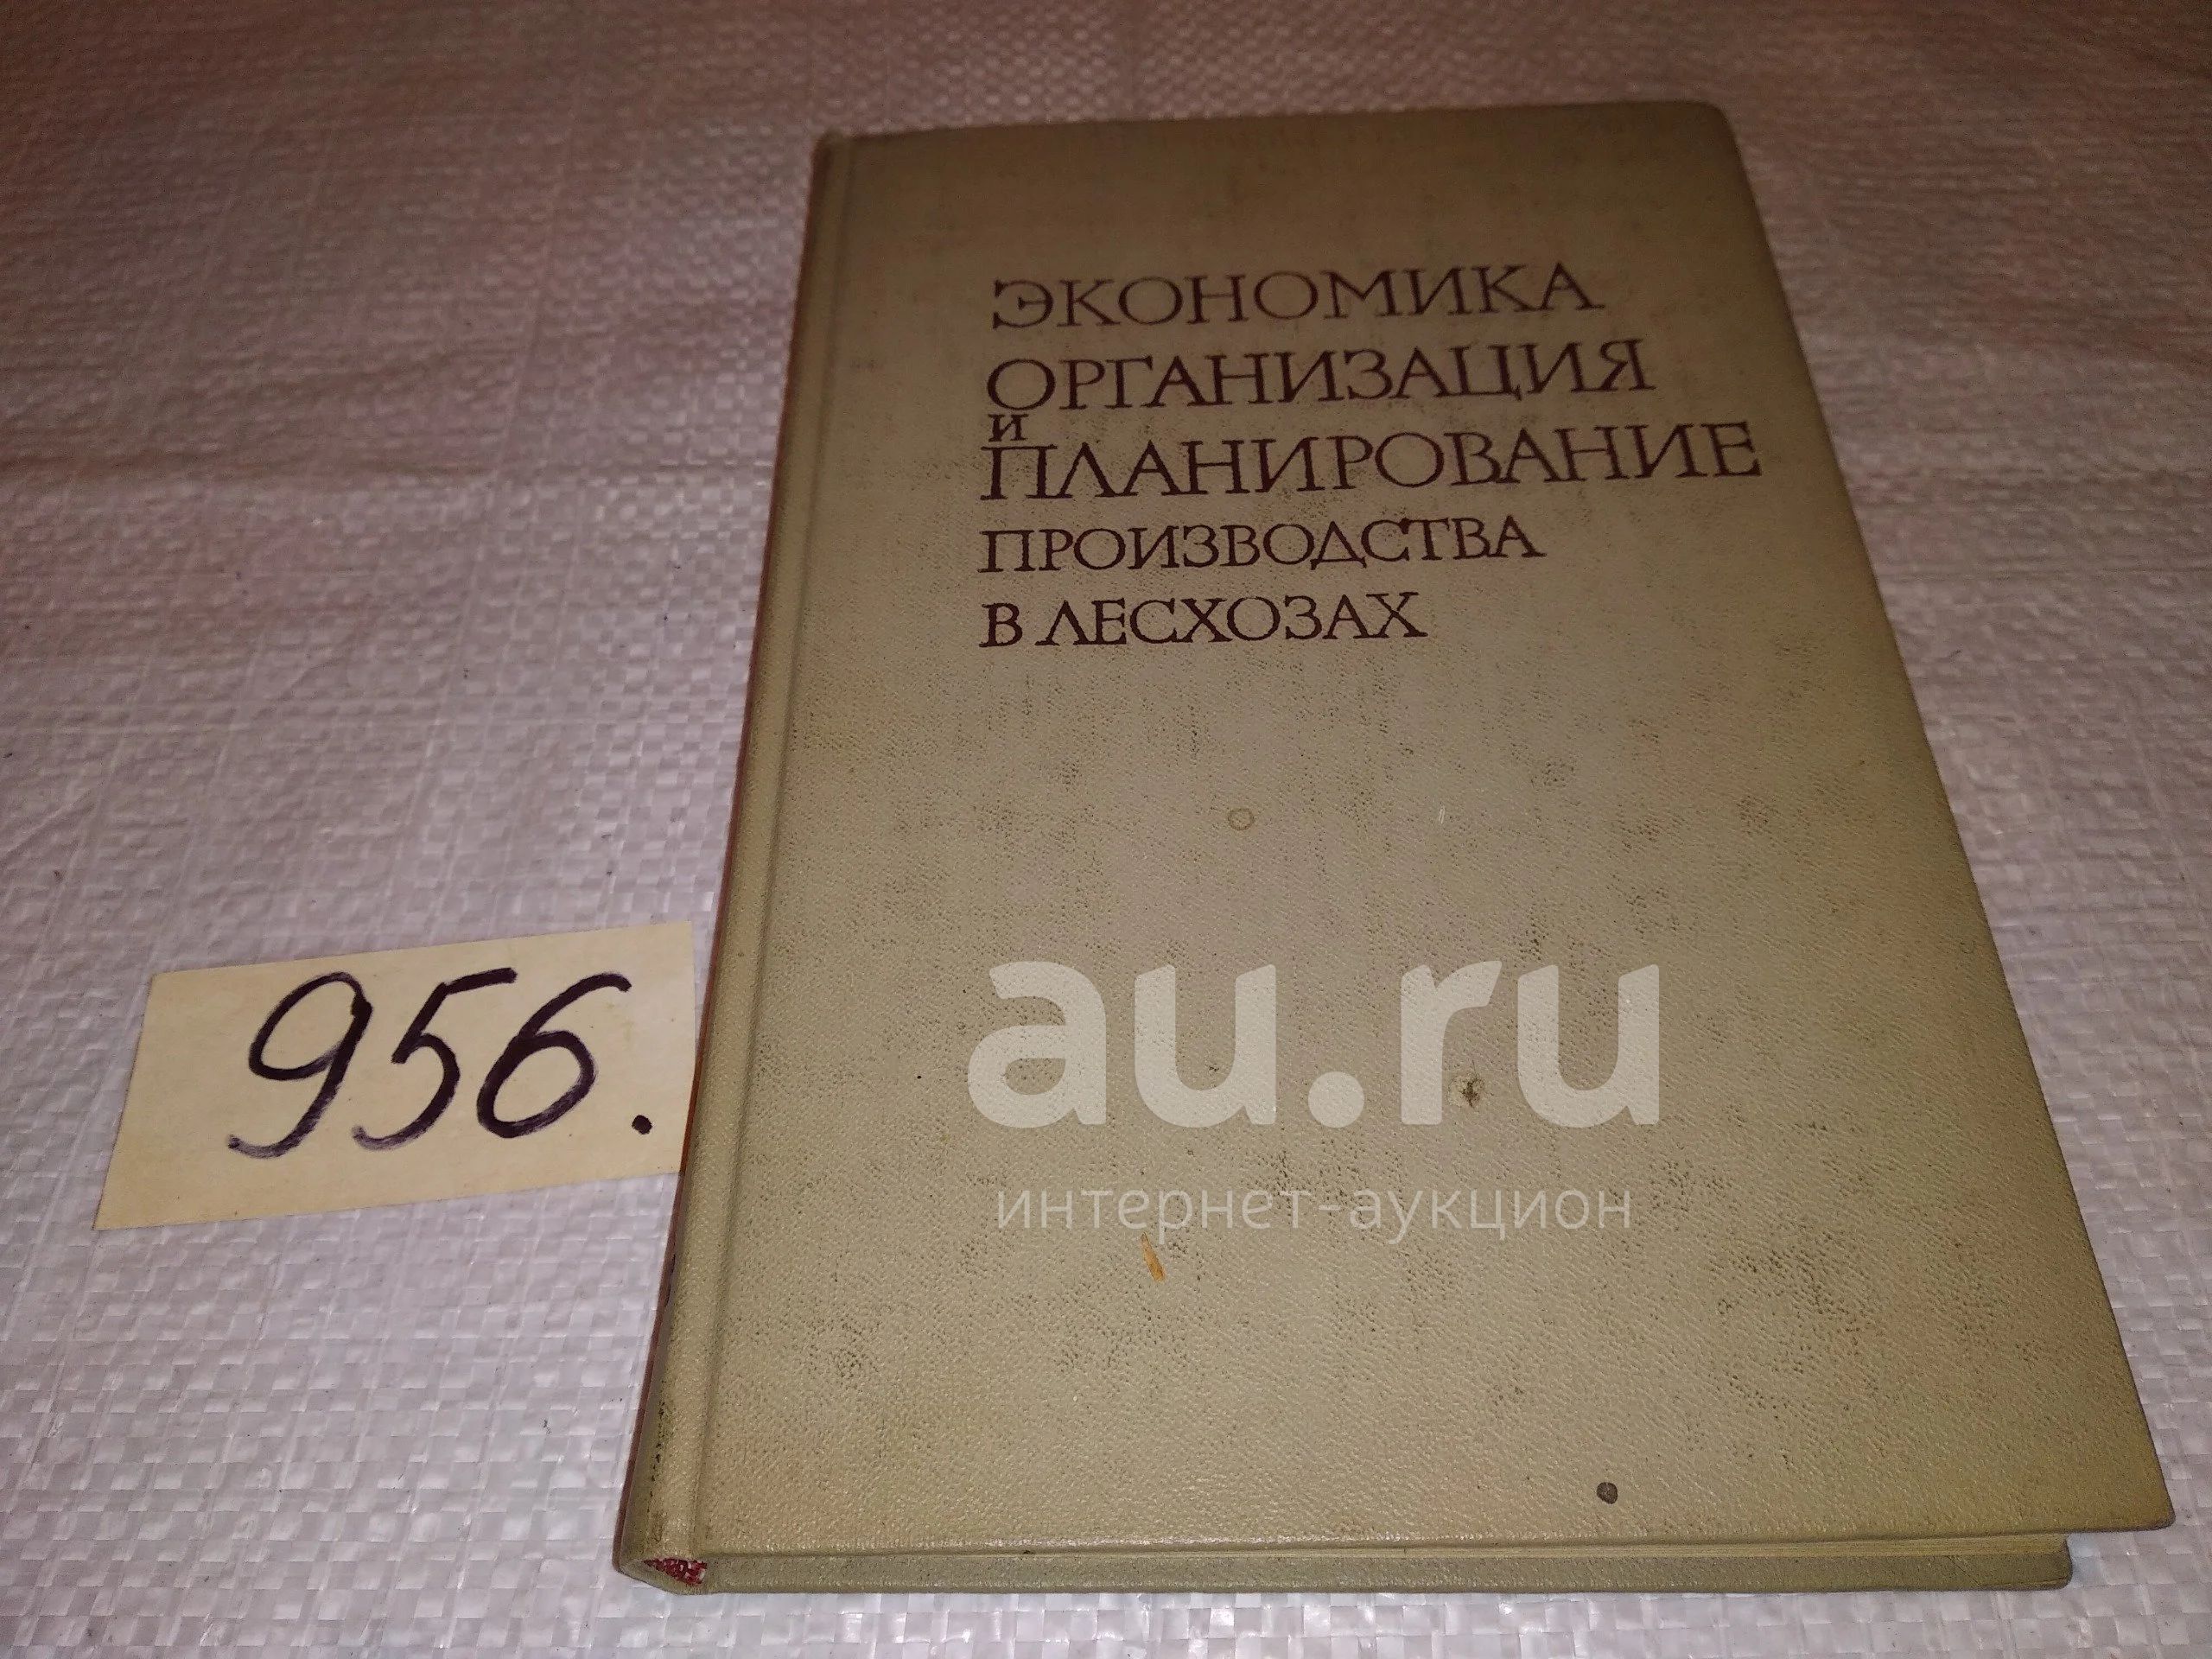 ЭКОНОМИКА
ОРГАНИЗАЦИЯ
И
ПЛАНИРОВАНИЕ
ПРОИЗВОДСТВА
В ЛЕСХОЗАХ
956.
au.ru
интернет-аукцион